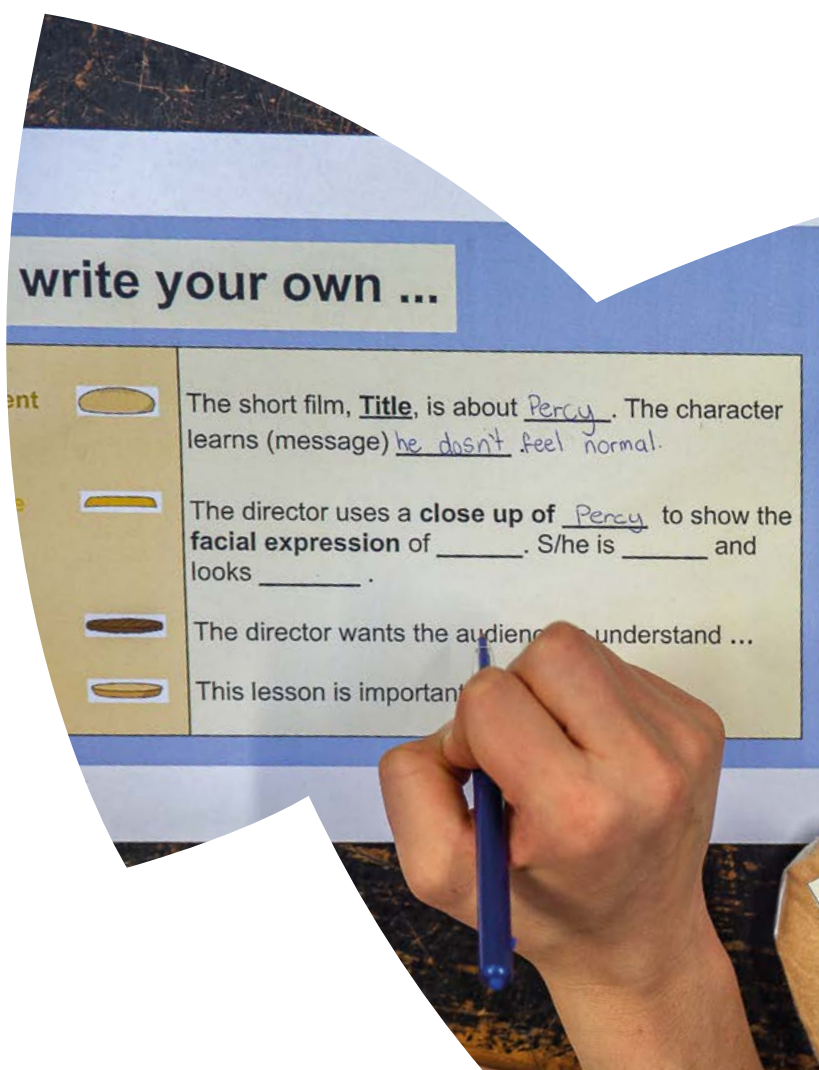 write your own ...
ent
The short film, Title, is about Percy. The character
learns (message) he dosn't feel normal.
e
The director uses a close up of Percy to show the
facial expression of ______. S/he is ______ and
looks ______ .
The director wants the understand ...
This lesson is important